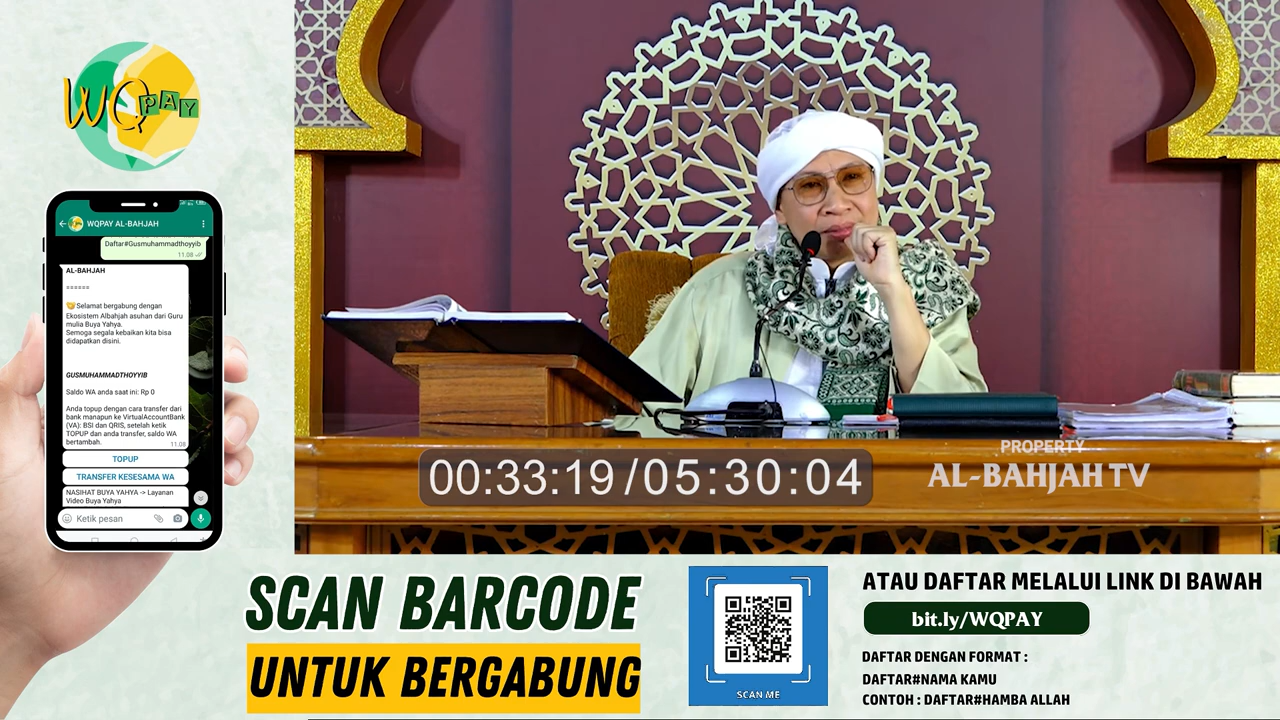 WQPAY
WQPAY AL-BAHJAH
Daftar#Gusmuhammadthoyyib
11.08
AL-BAHJAH
======
Selamat bergabung dengan
Ekosistem Albahjah asuhan dari Guru
mulia Buya Yahya.
Semoga segala kebaikan kita bisa
didapatkan disini.
GUSMUHAMMADTHOYYIB
Saldo WA anda saat ini: Rp 0
Anda topup dengan cara transfer dari
bank manapun ke VirtualAccountBank
(VA): BSI dan QRIS, setelah ketik
TOPUP dan anda transfer, saldo WA
bertambah.
11.08
TOPUP
TRANSFER KESESAMA WA
NASIHAT BUYA YAHYA -> Layanan
Video Buya Yahya
Ketik pesan
00:33:19/05:30:04
PROPERTY
AL-BAHJAH TV
SCAN BARCODE
UNTUK BERGABUNG
SCAN ME
ATAU DAFTAR MELALUI LINK DI BAWAH
bit.ly/WQPAY
DAFTAR DENGAN FORMAT :
DAFTAR#NAMA KAMU
CONTOH : DAFTAR#HAMBA ALLAH